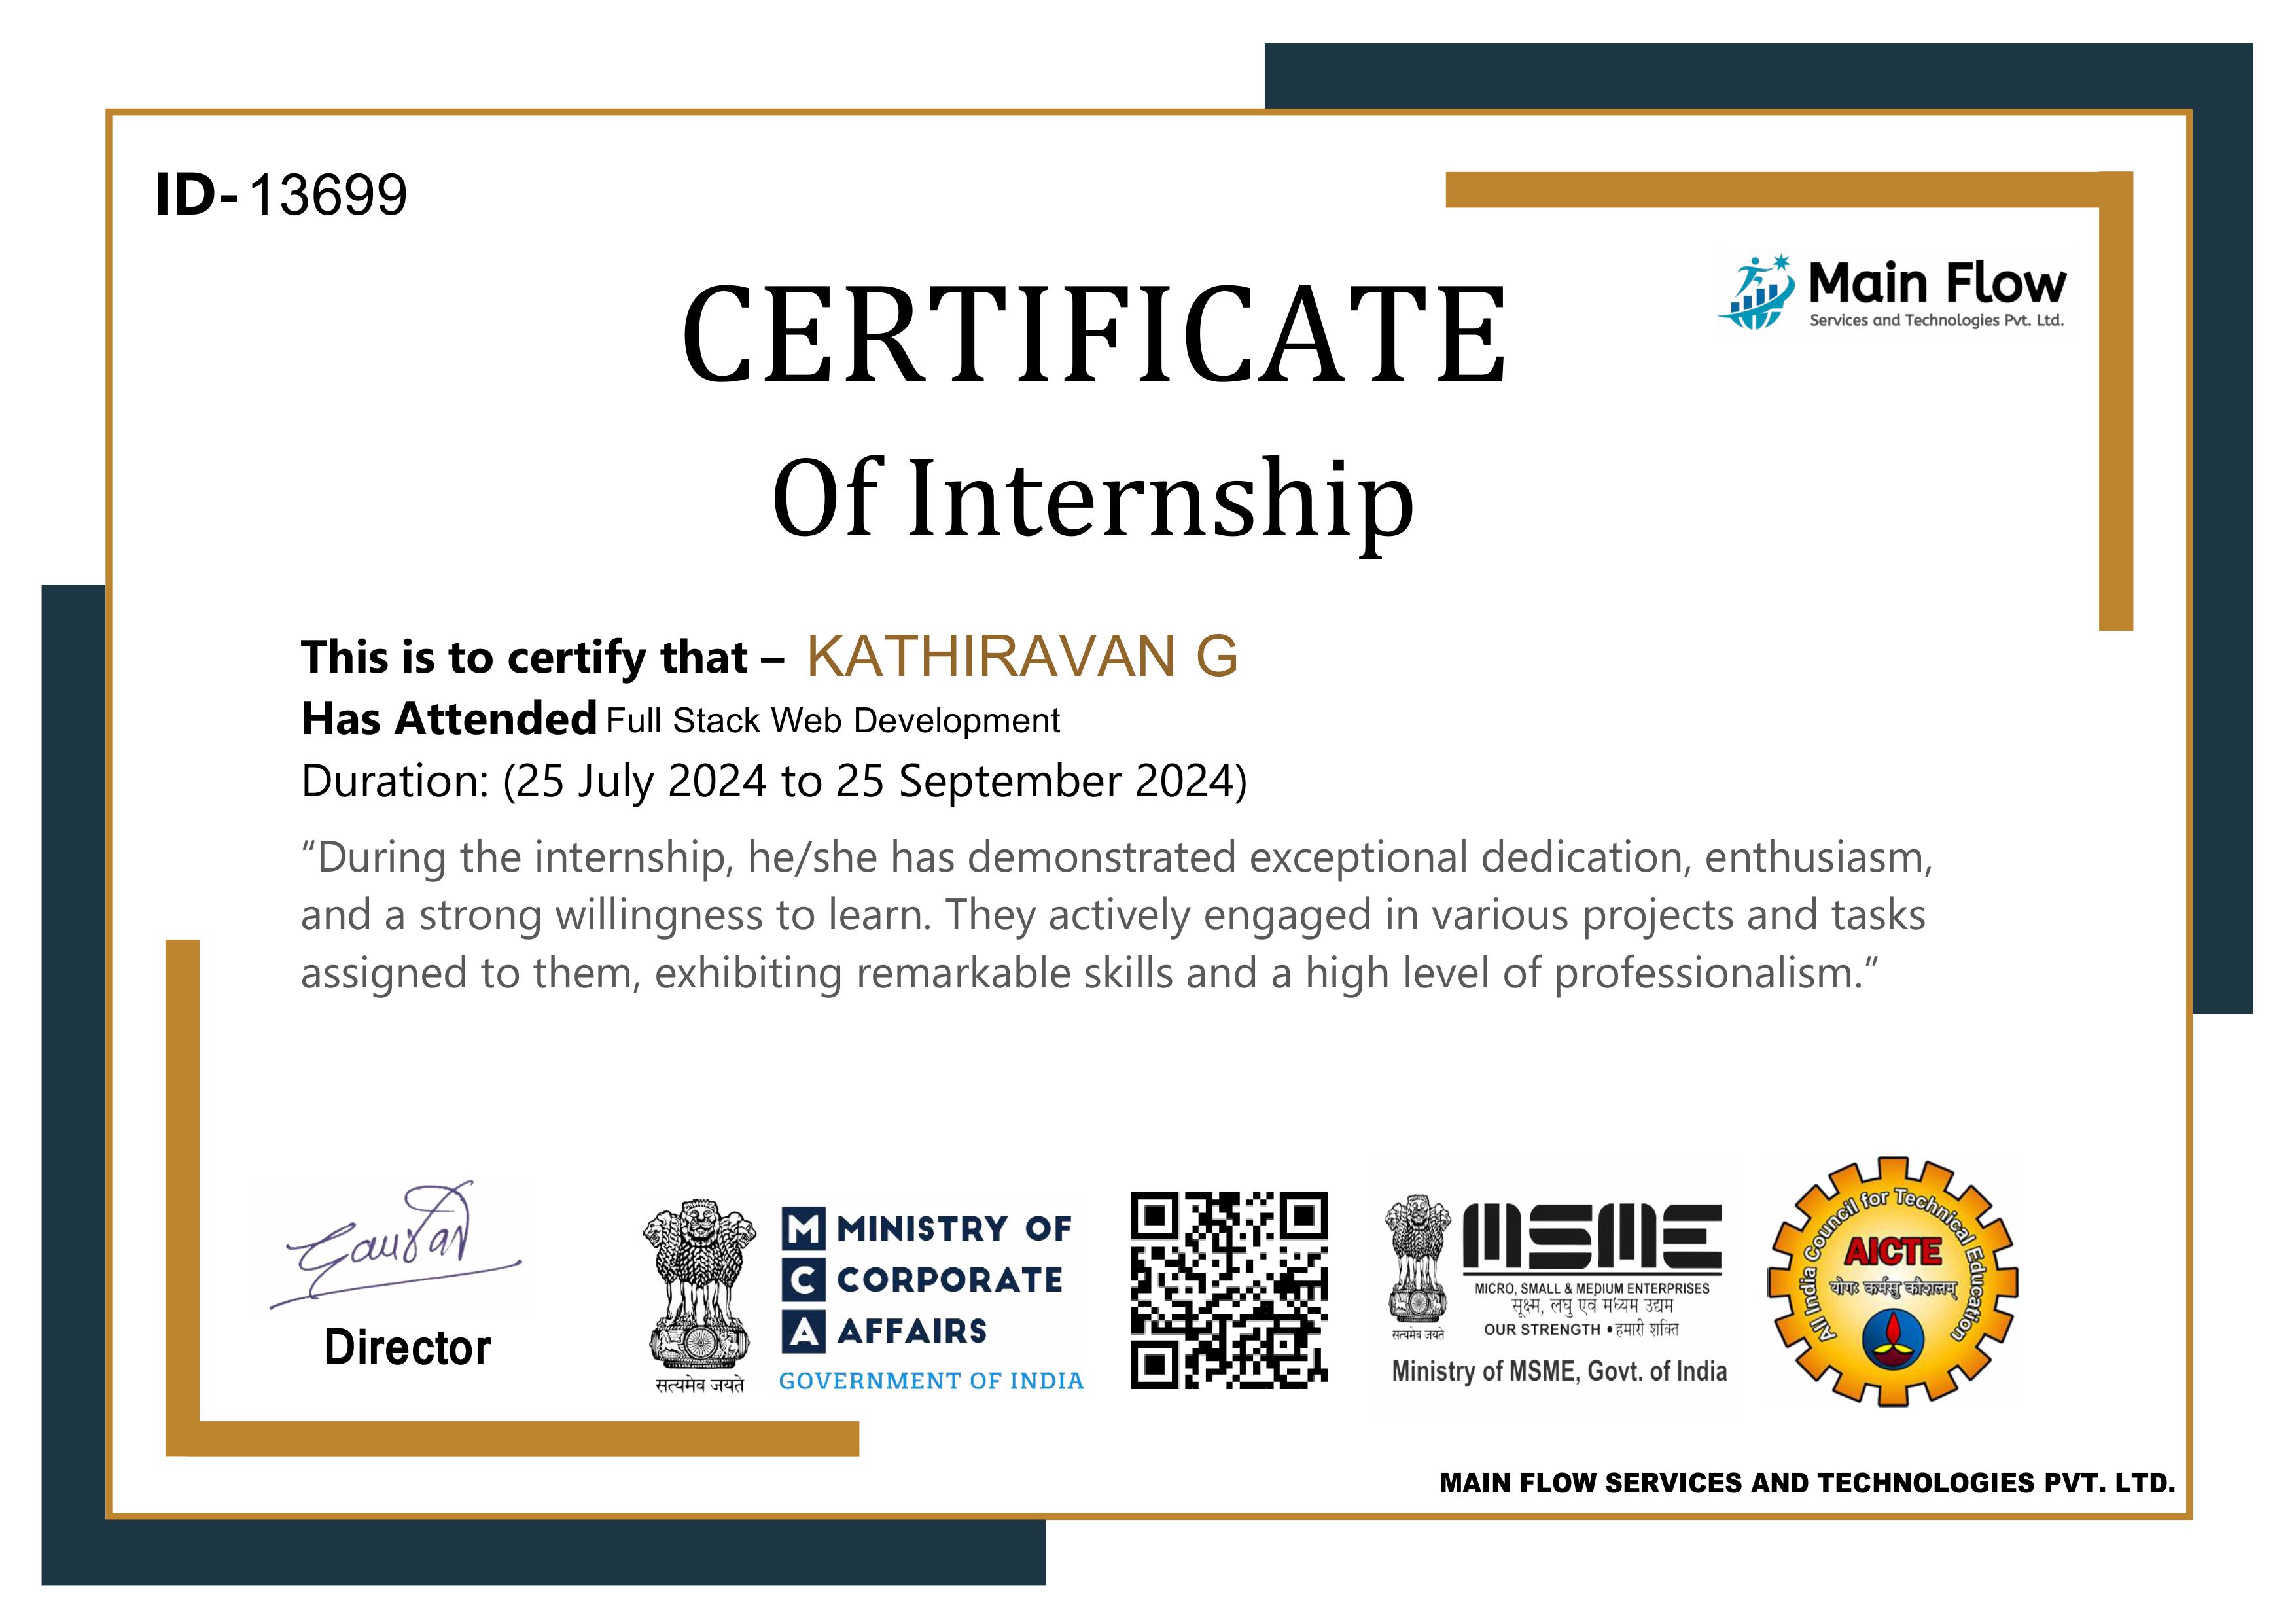 ID- 13699
Main Flow
Services and Technologies Pvt. Ltd.
CERTIFICATE
Of Internship
This is to certify that – KATHIRAVAN G
Has Attended Full Stack Web Development
Duration: (25 July 2024 to 25 September 2024)
“During the internship, he/she has demonstrated exceptional dedication, enthusiasm,
and a strong willingness to learn. They actively engaged in various projects and tasks
assigned to them, exhibiting remarkable skills and a high level of professionalism.”
Director
सत्यमेव जयते
M MINISTRY OF
C CORPORATE
A AFFAIRS
GOVERNMENT OF INDIA
सत्यमेव जयते
MSME
MICRO, SMALL & MEDIUM ENTERPRISES
सूक्ष्म, लघु एवं मध्यम उद्यम
OUR STRENGTH • हमारी शक्ति
Ministry of MSME, Govt. of India
All India Council for Technical Education
AICTE
योगः कर्मसु कौशलम्
MAIN FLOW SERVICES AND TECHNOLOGIES PVT. LTD.